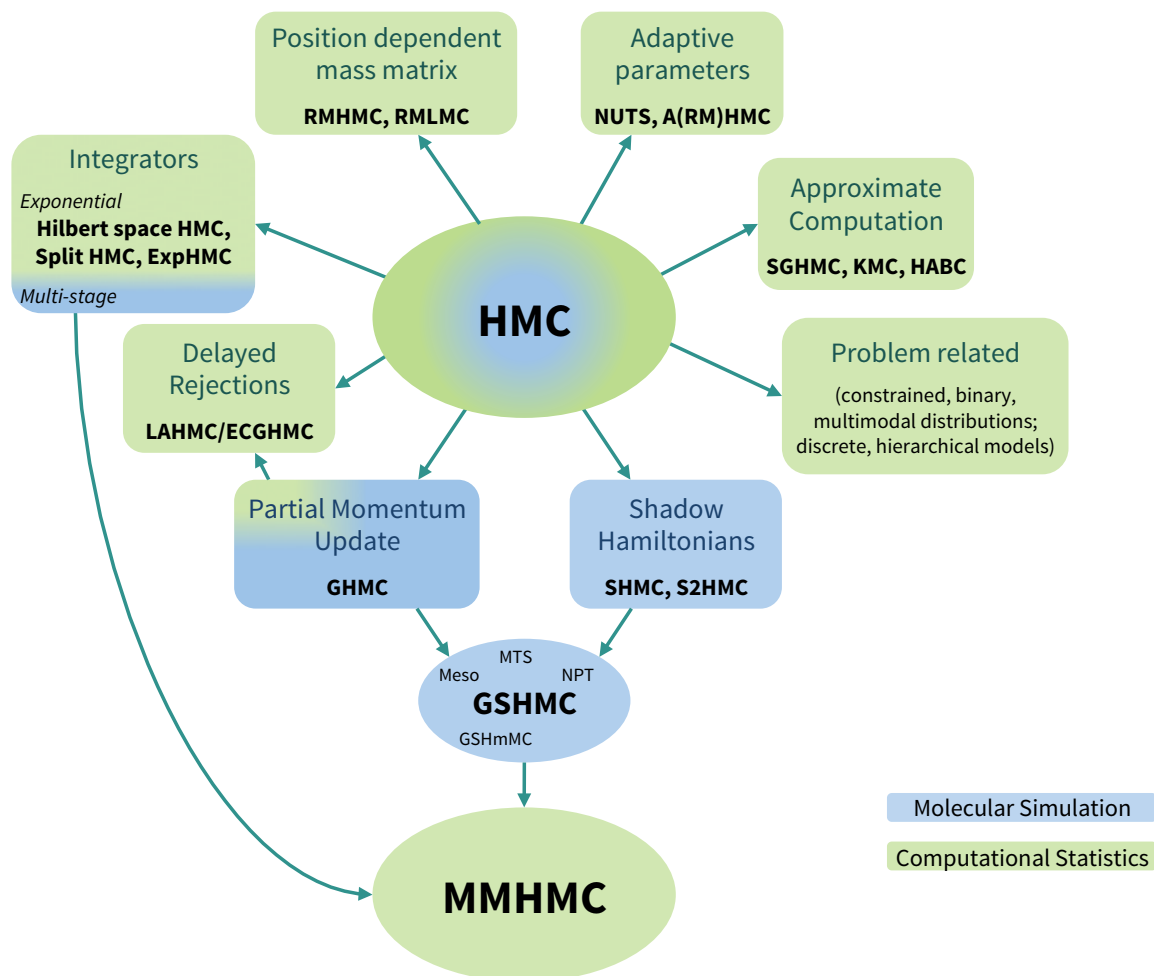 Position dependent
mass matrix
RMHMC, RMLMC
Adaptive
parameters
NUTS, A(RM)HMC
Integrators
Exponential
Hilbert space HMC,
Split HMC, ExpHMC
Multi-stage
Approximate
Computation
SGHMC, KMC, HABC
HMC
Delayed
Rejections
LAHMC/ECGHMC
Problem related
(constrained, binary,
multimodal distributions;
discrete, hierarchical models)
Partial Momentum
Update
GHMC
Shadow
Hamiltonians
SHMC, S2HMC
MTS
Meso
NPT
GSHMC
GSHmMC
Molecular Simulation
Computational Statistics
MMHMC